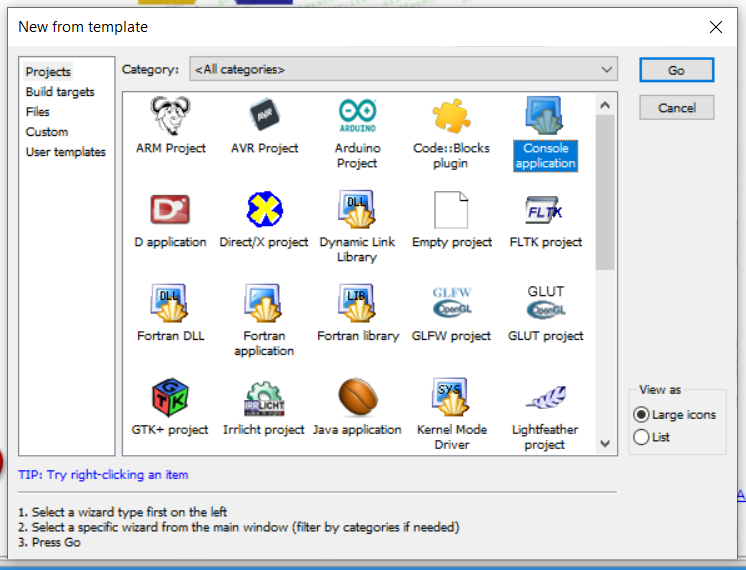 New from template
Projects
Build targets
Files
Custom
User templates
Category: <All categories>
Go
Cancel
AVR
ARDUINO
ARM Project
AVR Project
Arduino
Project
Code::Blocks
plugin
Console
application
D
DLL
FLTK
D application
Direct/X project
Dynamic Link
Library
Empty project
FLTK project
DLL
LIB
GLFW
OpenGL
GLUT
OpenGL
Fortran DLL
Fortran
application
Fortran library
GLFW project
GLUT project
GTK
IRRLICHT
SYS
GTK+ project
Irrlicht project
Java application
Kernel Mode
Driver
Lightfeather
project
View as
Large icons
List
TIP: Try right-clicking an item
1. Select a wizard type first on the left
2. Select a specific wizard from the main window (filter by categories if needed)
3. Press Go
A